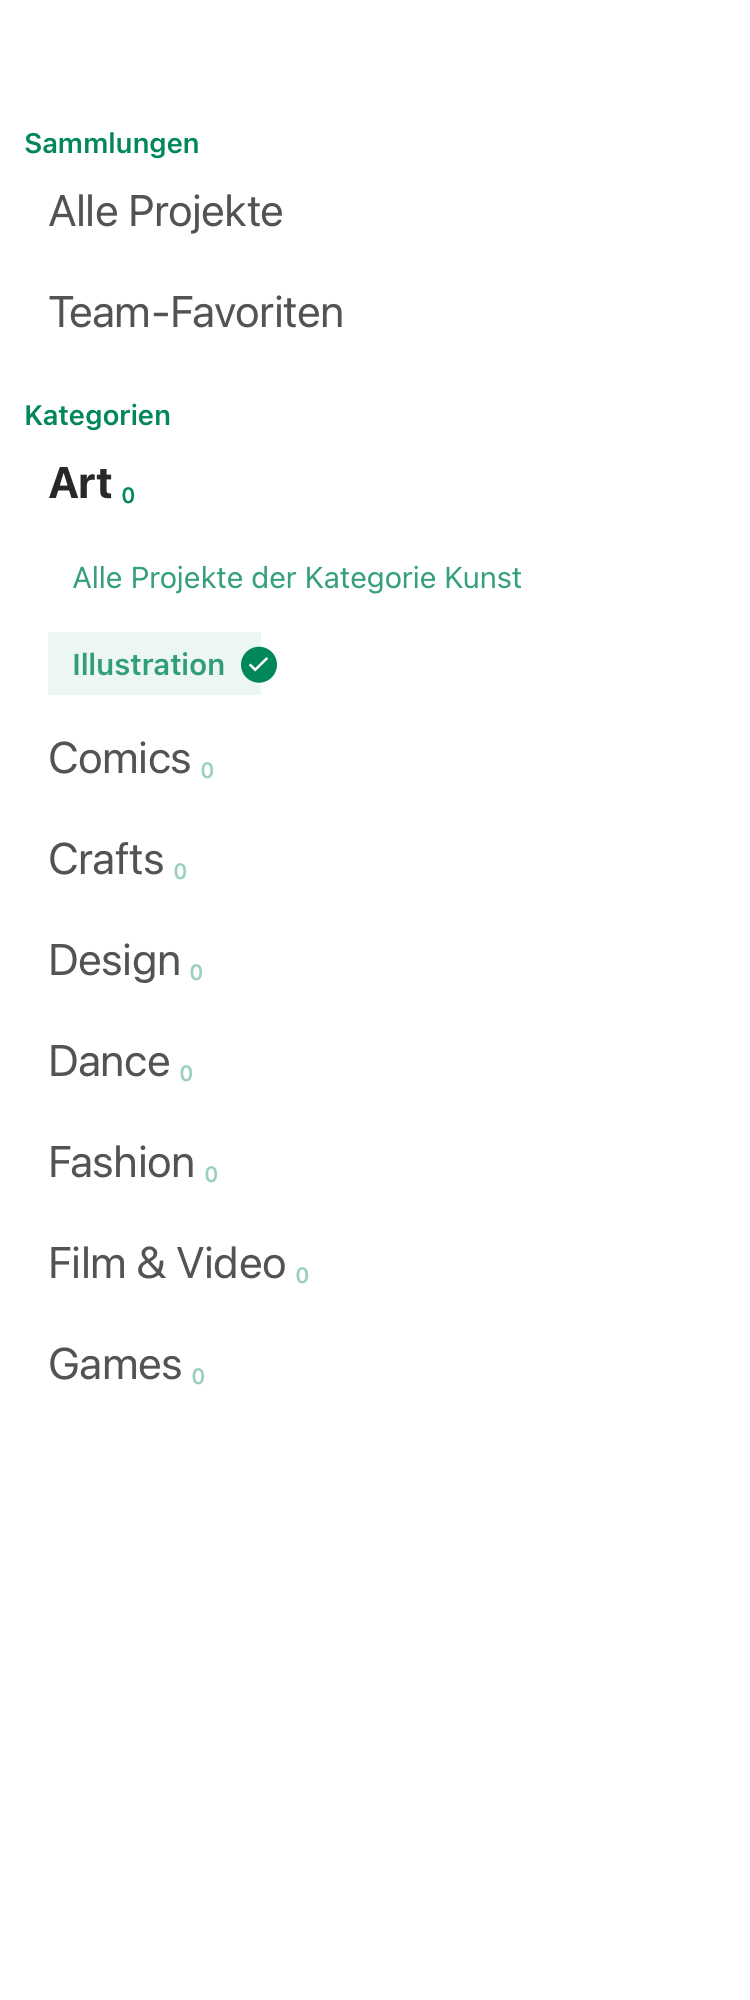 Sammlungen
Alle Projekte
Team-Favoriten
Kategorien
Art 0
Alle Projekte der Kategorie Kunst
Illustration
Comics 0
Crafts 0
Design 0
Dance 0
Fashion 0
Film & Video 0
Games 0